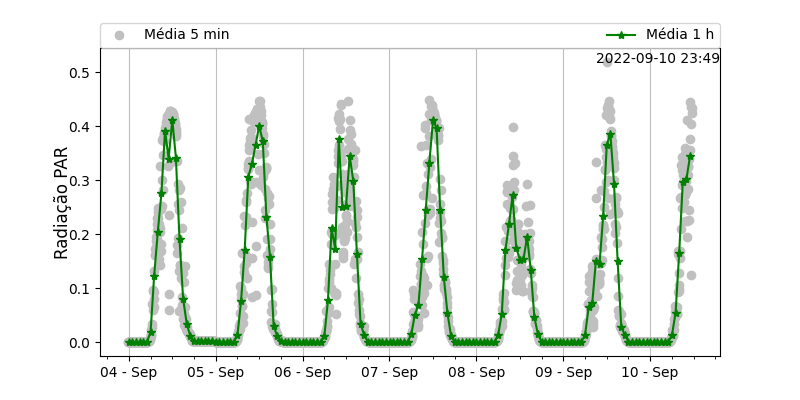 Média 5 min
Média 1 h
2022-09-10 23:49
Radiação PAR
0.5
0.4
0.3
0.2
0.1
0.0
04 - Sep
05 - Sep
06 - Sep
07 - Sep
08 - Sep
09 - Sep
10 - Sep